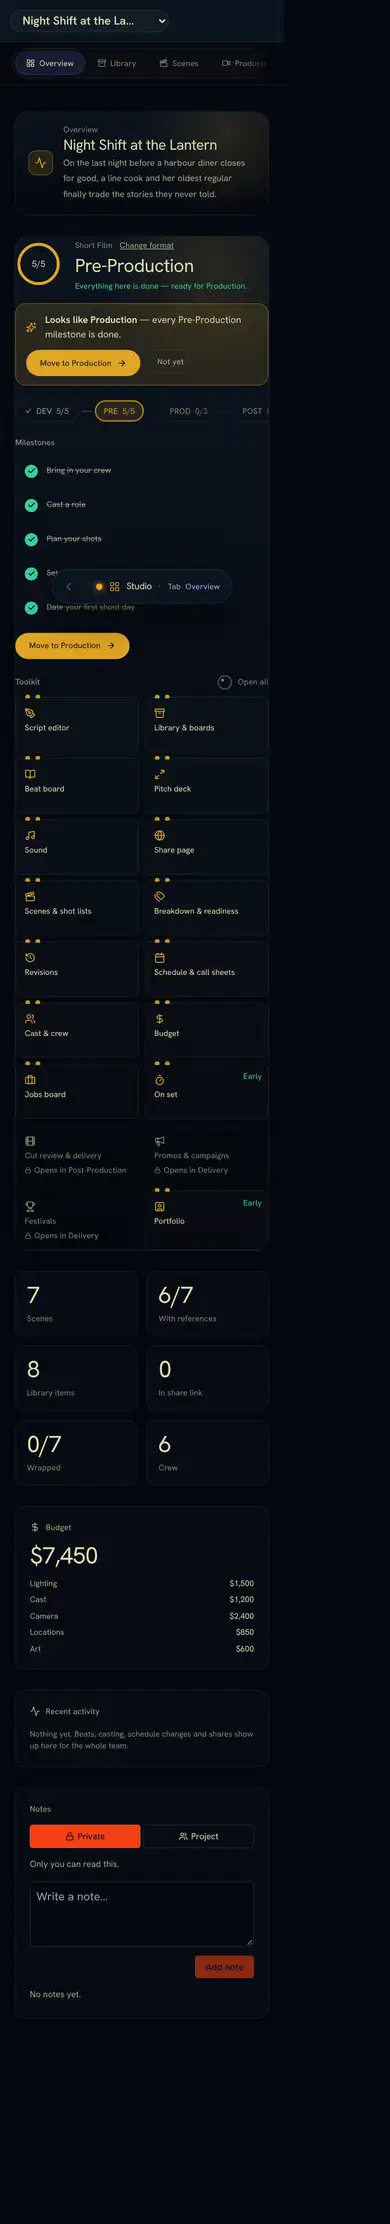 Night Shift at the La...
Overview
Library
Scenes
Overview
Night Shift at the Lantern
On the last night before a harbour diner closes
for good, a line cook and her oldest regular
finally trade the stories they never told.
5/5
Short Film Change format
Pre-Production
Everything here is done — ready for Production.
Looks like Production — every Pre-Production
milestone is done.
Move to Production →
Not yet
DEV 5/5
PRE 5/5
PROD 0/3
POST
Milestones
Bring in your crew
Cast a role
Plan your shots
Set
Studio · Tab Overview
Date your first shoot day
Move to Production →
Toolkit
Open all
Script editor
Library & boards
Beat board
Pitch deck
Sound
Share page
Scenes & shot lists
Breakdown & readiness
Revisions
Schedule & call sheets
Cast & crew
Budget
Jobs board
On set
Early
Cut review & delivery
Opens in Post-Production
Promos & campaigns
Opens in Delivery
Festivals
Opens in Delivery
Portfolio
Early
7
Scenes
6/7
With references
8
Library items
0
In share link
0/7
Wrapped
6
Crew
Budget
$7,450
Lighting $1,500
Cast $1,200
Camera $2,400
Locations $850
Art $600
Recent activity
Nothing yet. Beats, casting, schedule changes and shares show
up here for the whole team.
Notes
Private
Project
Only you can read this.
Write a note...
Add note
No notes yet.